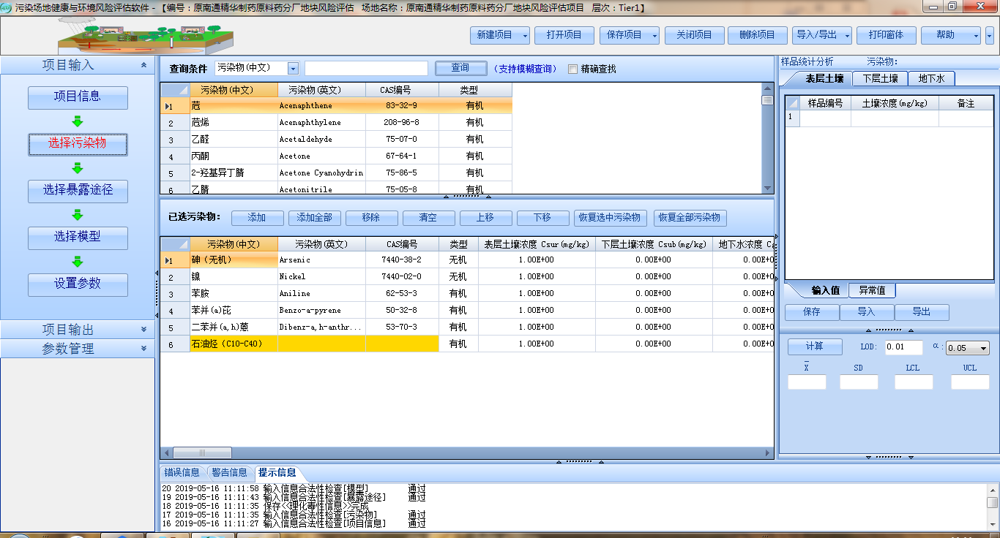 污染场地健康与环境风险评估软件 - 【编号：原南通精华制药原料药分厂地块风险评估 场地名称：原南通精华制药原料药分厂地块风险评估项目 层次：Tier1】
新建项目 打开项目 保存项目 关闭项目 删除项目 导入/导出 打印窗体 帮助
项目输入
项目信息
选择污染物
选择暴露途径
选择模型
设置参数
项目输出
参数管理
查询条件 污染物(中文) 查询 (支持模糊查询) 精确查找
污染物(中文) 污染物(英文) CAS编号 类型
1 苊 Acenaphthene 83-32-9 有机
2 苊烯 Acenaphthylene 208-96-8 有机
3 乙醛 Acetaldehyde 75-07-0 有机
4 丙酮 Acetone 67-64-1 有机
5 2-羟基异丁腈 Acetone Cyanohydrin 75-86-5 有机
6 乙腈 Acetonitrile 75-05-8 有机
已选污染物： 添加 添加全部 移除 清空 上移 下移 恢复选中污染物 恢复全部污染物
污染物(中文) 污染物(英文) CAS编号 类型 表层土壤浓度 Csur(mg/kg) 下层土壤浓度 Csub(mg/kg) 地下水浓度
1 砷（无机） Arsenic 7440-38-2 无机 1.00E+00 0.00E+00 0.00E+0
2 镍 Nickel 7440-02-0 无机 1.00E+00 0.00E+00 0.00E+0
3 苯胺 Aniline 62-53-3 有机 1.00E+00 0.00E+00 0.00E+0
4 苯并(a)芘 Benzo-a-pyrene 50-32-8 有机 1.00E+00 0.00E+00 0.00E+0
5 二苯并(a,h)蒽 Dibenz-a,h-anthr... 53-70-3 有机 1.00E+00 0.00E+00 0.00E+0
6 石油烃（C10-C40） 有机 1.00E+00 0.00E+00 0.00E+0
错误信息 警告信息 提示信息
20 2019-05-16 11:11:58 输入信息合法性检查[模型] 通过
19 2019-05-16 11:11:43 输入信息合法性检查[暴露途径] 通过
18 2019-05-16 11:11:35 保存<<理化毒性信息>>完成
17 2019-05-16 11:11:35 输入信息合法性检查[污染物] 通过
16 2019-05-16 11:11:27 输入信息合法性检查[项目信息] 通过
样品统计分析 污染物：
表层土壤 下层土壤 地下水
样品编号 土壤浓度(mg/kg) 备注
1
输入值 异常值
保存 导入 导出
计算 LOD: 0.01 α: 0.05
X̄ SD LCL UCL